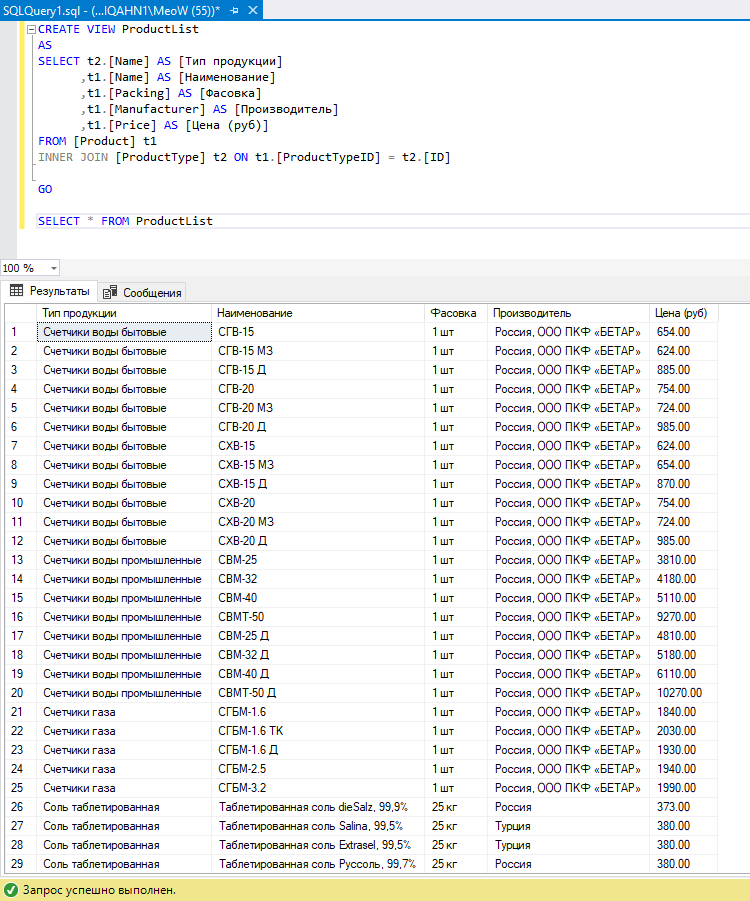 SQLQuery1.sql - (...IQAHN1\MeoW (55))*
CREATE VIEW ProductList
AS
SELECT t2.[Name] AS [Тип продукции]
,t1.[Name] AS [Наименование]
,t1.[Packing] AS [Фасовка]
,t1.[Manufacturer] AS [Производитель]
,t1.[Price] AS [Цена (руб)]
FROM [Product] t1
INNER JOIN [ProductType] t2 ON t1.[ProductTypeID] = t2.[ID]
GO
SELECT * FROM ProductList
100 %
Результаты Сообщения
Тип продукции Наименование Фасовка Производитель Цена (руб)
1 Счетчики воды бытовые СГВ-15 1 шт Россия, ООО ПКФ «БЕТАР» 654.00
2 Счетчики воды бытовые СГВ-15 МЗ 1 шт Россия, ООО ПКФ «БЕТАР» 624.00
3 Счетчики воды бытовые СГВ-15 Д 1 шт Россия, ООО ПКФ «БЕТАР» 885.00
4 Счетчики воды бытовые СГВ-20 1 шт Россия, ООО ПКФ «БЕТАР» 754.00
5 Счетчики воды бытовые СГВ-20 МЗ 1 шт Россия, ООО ПКФ «БЕТАР» 724.00
6 Счетчики воды бытовые СГВ-20 Д 1 шт Россия, ООО ПКФ «БЕТАР» 985.00
7 Счетчики воды бытовые СХВ-15 1 шт Россия, ООО ПКФ «БЕТАР» 624.00
8 Счетчики воды бытовые СХВ-15 МЗ 1 шт Россия, ООО ПКФ «БЕТАР» 654.00
9 Счетчики воды бытовые СХВ-15 Д 1 шт Россия, ООО ПКФ «БЕТАР» 870.00
10 Счетчики воды бытовые СХВ-20 1 шт Россия, ООО ПКФ «БЕТАР» 754.00
11 Счетчики воды бытовые СХВ-20 МЗ 1 шт Россия, ООО ПКФ «БЕТАР» 724.00
12 Счетчики воды бытовые СХВ-20 Д 1 шт Россия, ООО ПКФ «БЕТАР» 985.00
13 Счетчики воды промышленные СВМ-25 1 шт Россия, ООО ПКФ «БЕТАР» 3810.00
14 Счетчики воды промышленные СВМ-32 1 шт Россия, ООО ПКФ «БЕТАР» 4180.00
15 Счетчики воды промышленные СВМ-40 1 шт Россия, ООО ПКФ «БЕТАР» 5110.00
16 Счетчики воды промышленные СВМТ-50 1 шт Россия, ООО ПКФ «БЕТАР» 9270.00
17 Счетчики воды промышленные СВМ-25 Д 1 шт Россия, ООО ПКФ «БЕТАР» 4810.00
18 Счетчики воды промышленные СВМ-32 Д 1 шт Россия, ООО ПКФ «БЕТАР» 5180.00
19 Счетчики воды промышленные СВМ-40 Д 1 шт Россия, ООО ПКФ «БЕТАР» 6110.00
20 Счетчики воды промышленные СВМТ-50 Д 1 шт Россия, ООО ПКФ «БЕТАР» 10270.00
21 Счетчики газа СГБМ-1.6 1 шт Россия, ООО ПКФ «БЕТАР» 1840.00
22 Счетчики газа СГБМ-1.6 ТК 1 шт Россия, ООО ПКФ «БЕТАР» 2030.00
23 Счетчики газа СГБМ-1.6 Д 1 шт Россия, ООО ПКФ «БЕТАР» 1930.00
24 Счетчики газа СГБМ-2.5 1 шт Россия, ООО ПКФ «БЕТАР» 1940.00
25 Счетчики газа СГБМ-3.2 1 шт Россия, ООО ПКФ «БЕТАР» 1990.00
26 Соль таблетированная Таблетированная соль dieSalz, 99,9% 25 кг Россия 373.00
27 Соль таблетированная Таблетированная соль Salina, 99,5% 25 кг Турция 380.00
28 Соль таблетированная Таблетированная соль Extrasel, 99,5% 25 кг Турция 380.00
29 Соль таблетированная Таблетированная соль Руссоль, 99,7% 25 кг Россия 380.00
Запрос успешно выполнен.